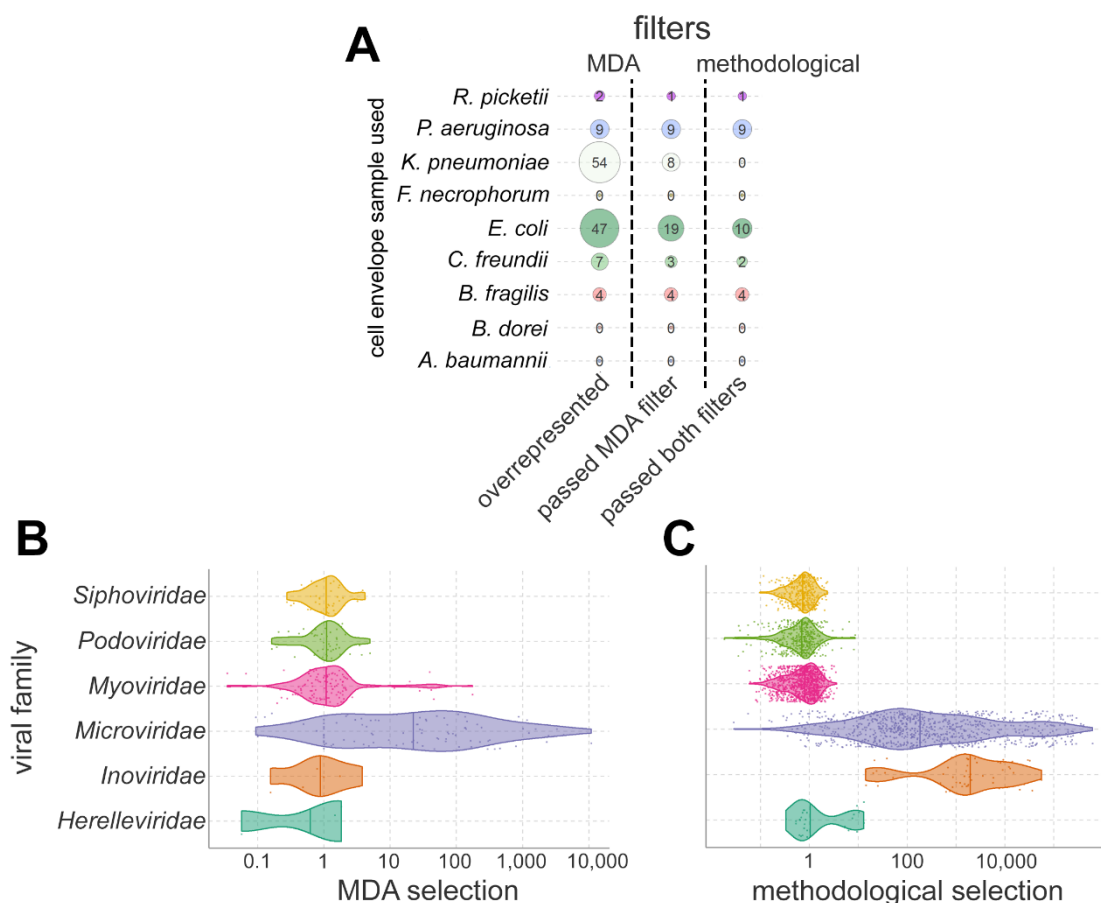 A
filters
MDA methodological
cell envelope sample used
R. picketii 2 1 1
P. aeruginosa 9 9 9
K. pneumoniae 54 8 0
F. necrophorum 0 0 0
E. coli 47 19 10
C. freundii 7 3 2
B. fragilis 4 4 4
B. dorei 0 0 0
A. baumannii 0 0 0
overrepresented
passed MDA filter
passed both filters
B
viral family
Siphoviridae
Podoviridae
Myoviridae
Microviridae
Inoviridae
Herelleviridae
0.1 1 10 100 1,000 10,000
MDA selection
C
1 100 10,000
methodological selection